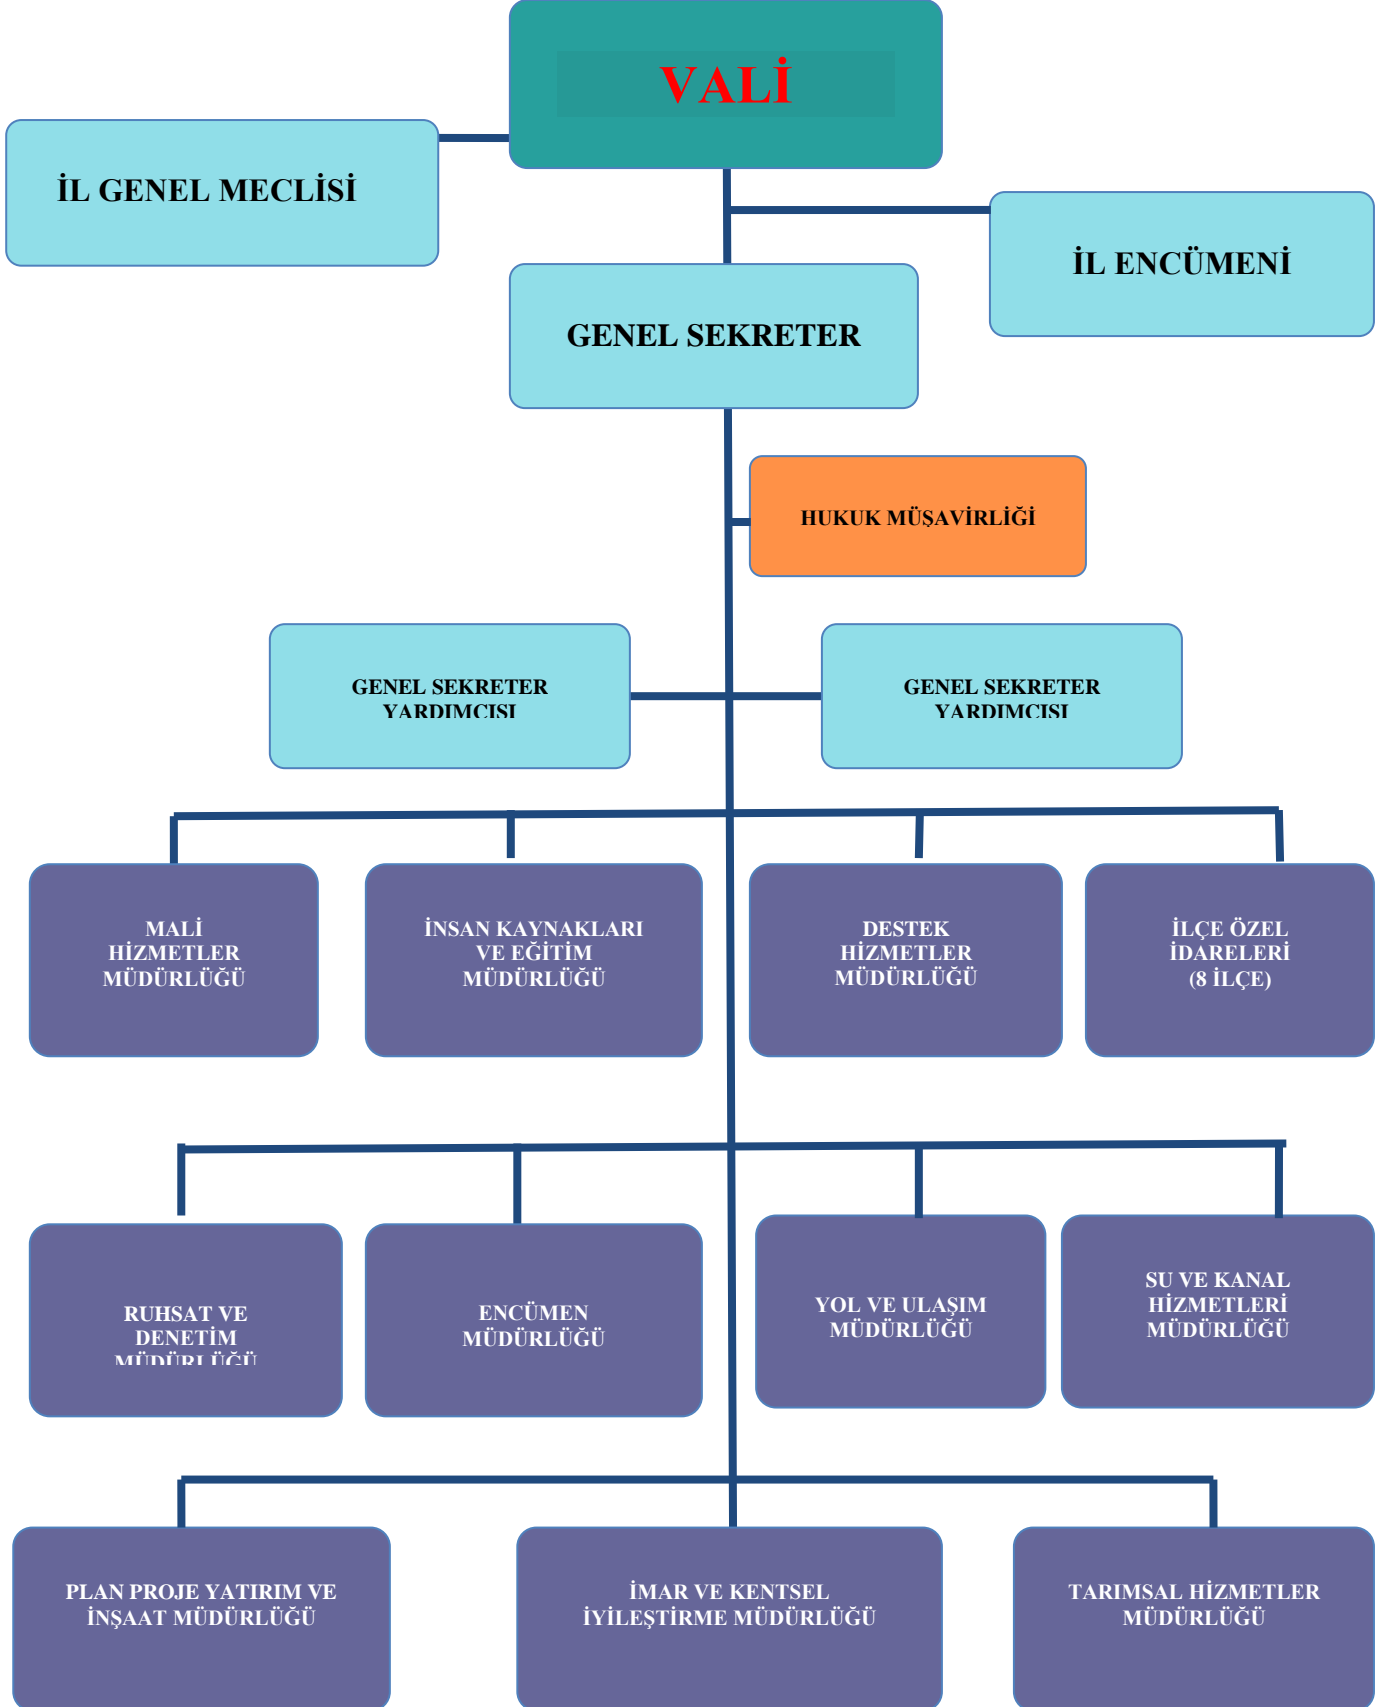 VALİ
İL GENEL MECLİSİ
İL ENCÜMENİ
GENEL SEKRETER
HUKUK MÜŞAVİRLİĞİ
GENEL SEKRETER
YARDIMCISI
GENEL SEKRETER
YARDIMCISI
MALİ
HİZMETLER
MÜDÜRLÜĞÜ
İNSAN KAYNAKLARI
VE EĞİTİM
MÜDÜRLÜĞÜ
DESTEK
HİZMETLER
MÜDÜRLÜĞÜ
İLÇE ÖZEL
İDARELERİ
(8 İLÇE)
RUHSAT VE
DENETİM
MÜDÜRLÜĞÜ
ENCÜMEN
MÜDÜRLÜĞÜ
YOL VE ULAŞIM
MÜDÜRLÜĞÜ
SU VE KANAL
HİZMETLERİ
MÜDÜRLÜĞÜ
PLAN PROJE YATIRIM VE
İNŞAAT MÜDÜRLÜĞÜ
İMAR VE KENTSEL
İYİLEŞTİRME MÜDÜRLÜĞÜ
TARIMSAL HİZMETLER
MÜDÜRLÜĞÜ